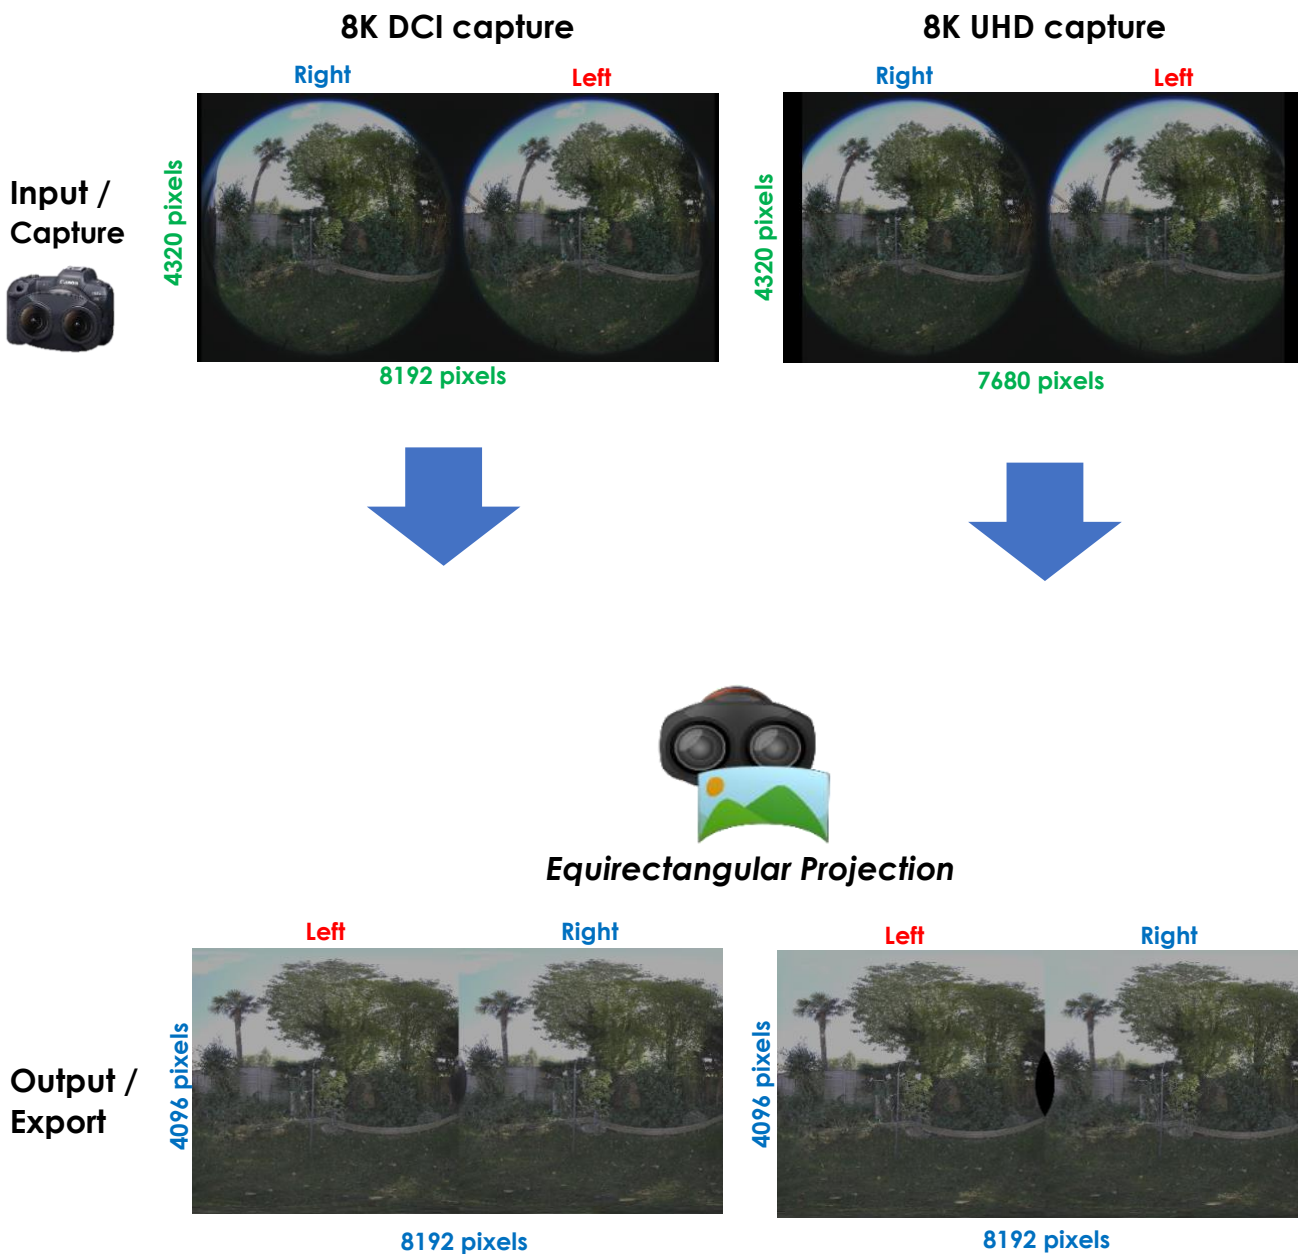 8K DCI capture
8K UHD capture
Right
Left
Right
Left
Input /
Capture
4320 pixels
4320 pixels
Canon
8192 pixels
7680 pixels
Equirectangular Projection
Left
Right
Left
Right
Output /
Export
4096 pixels
4096 pixels
8192 pixels
8192 pixels